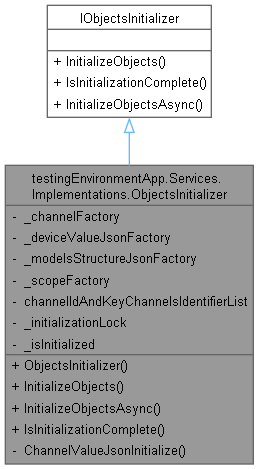 IObjectsInitializer
+ InitializeObjects()
+ IsInitializationComplete()
+ InitializeObjectsAsync()
testingEnvironmentApp.Services.
Implementations.ObjectsInitializer
- _channelFactory
- _deviceValueJsonFactory
- _modelsStructureJsonFactory
- _scopeFactory
- channelIdAndKeyChannelsIdentifierList
- _initializationLock
- _isInitialized
+ ObjectsInitializer()
+ InitializeObjects()
+ InitializeObjectsAsync()
+ IsInitializationComplete()
- ChannelValueJsonInitialize()